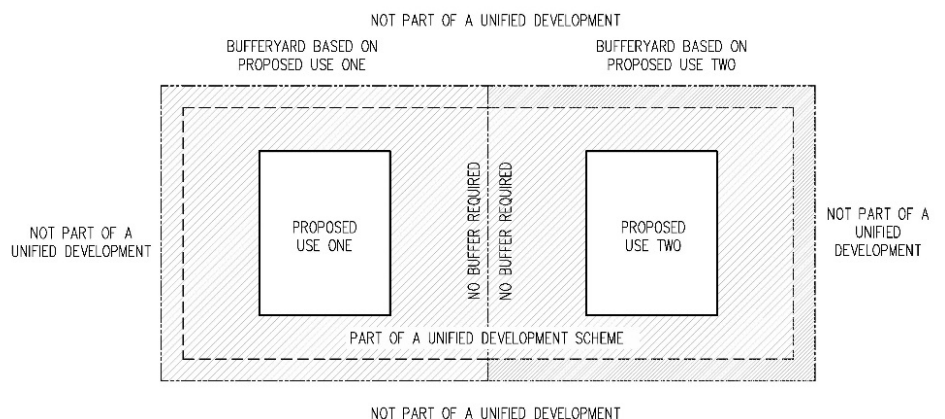 NOT PART OF A UNIFIED DEVELOPMENT
BUFFERYARD BASED ON
PROPOSED USE ONE
BUFFERYARD BASED ON
PROPOSED USE TWO
NOT PART OF A
UNIFIED DEVELOPMENT
PROPOSED
USE ONE
NO BUFFER REQUIRED
NO BUFFER REQUIRED
PROPOSED
USE TWO
NOT PART OF A
UNIFIED
DEVELOPMENT
PART OF A UNIFIED DEVELOPMENT SCHEME
NOT PART OF A UNIFIED DEVELOPMENT